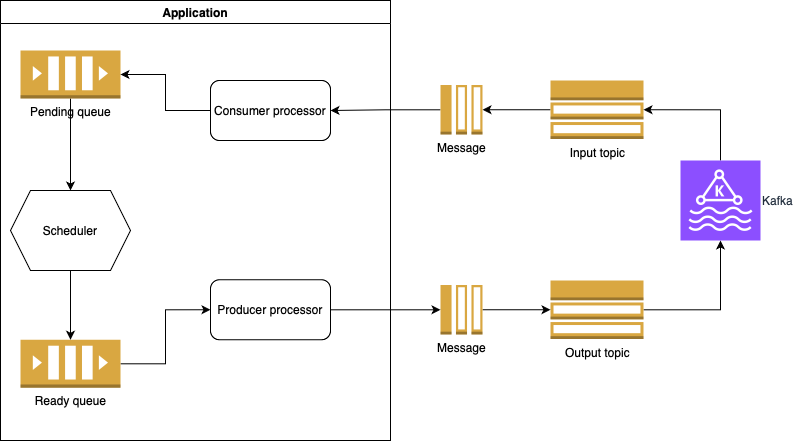 Application
Pending queue
Consumer processor
Message
Input topic
K
Kafka
Scheduler
Producer processor
Ready queue
Message
Output topic